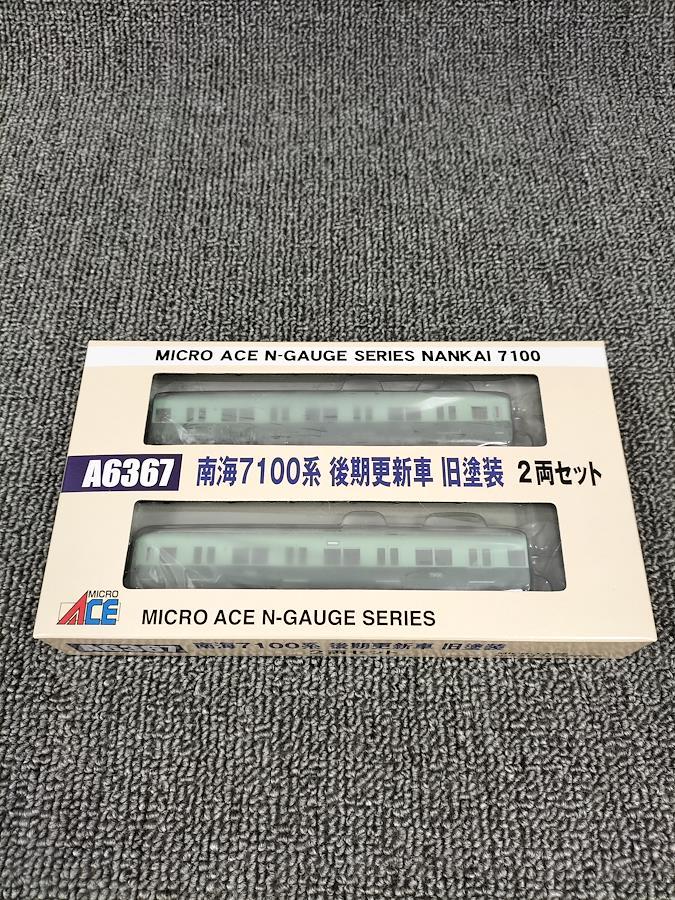 MICRO ACE N-GAUGE SERIES NANKAI 7100
A6367 南海7100系 後期更新車 旧塗装 2両セット
MICRO
ACE
MICRO ACE N-GAUGE SERIES
A6367 南海7100系 後期更新車 旧塗装